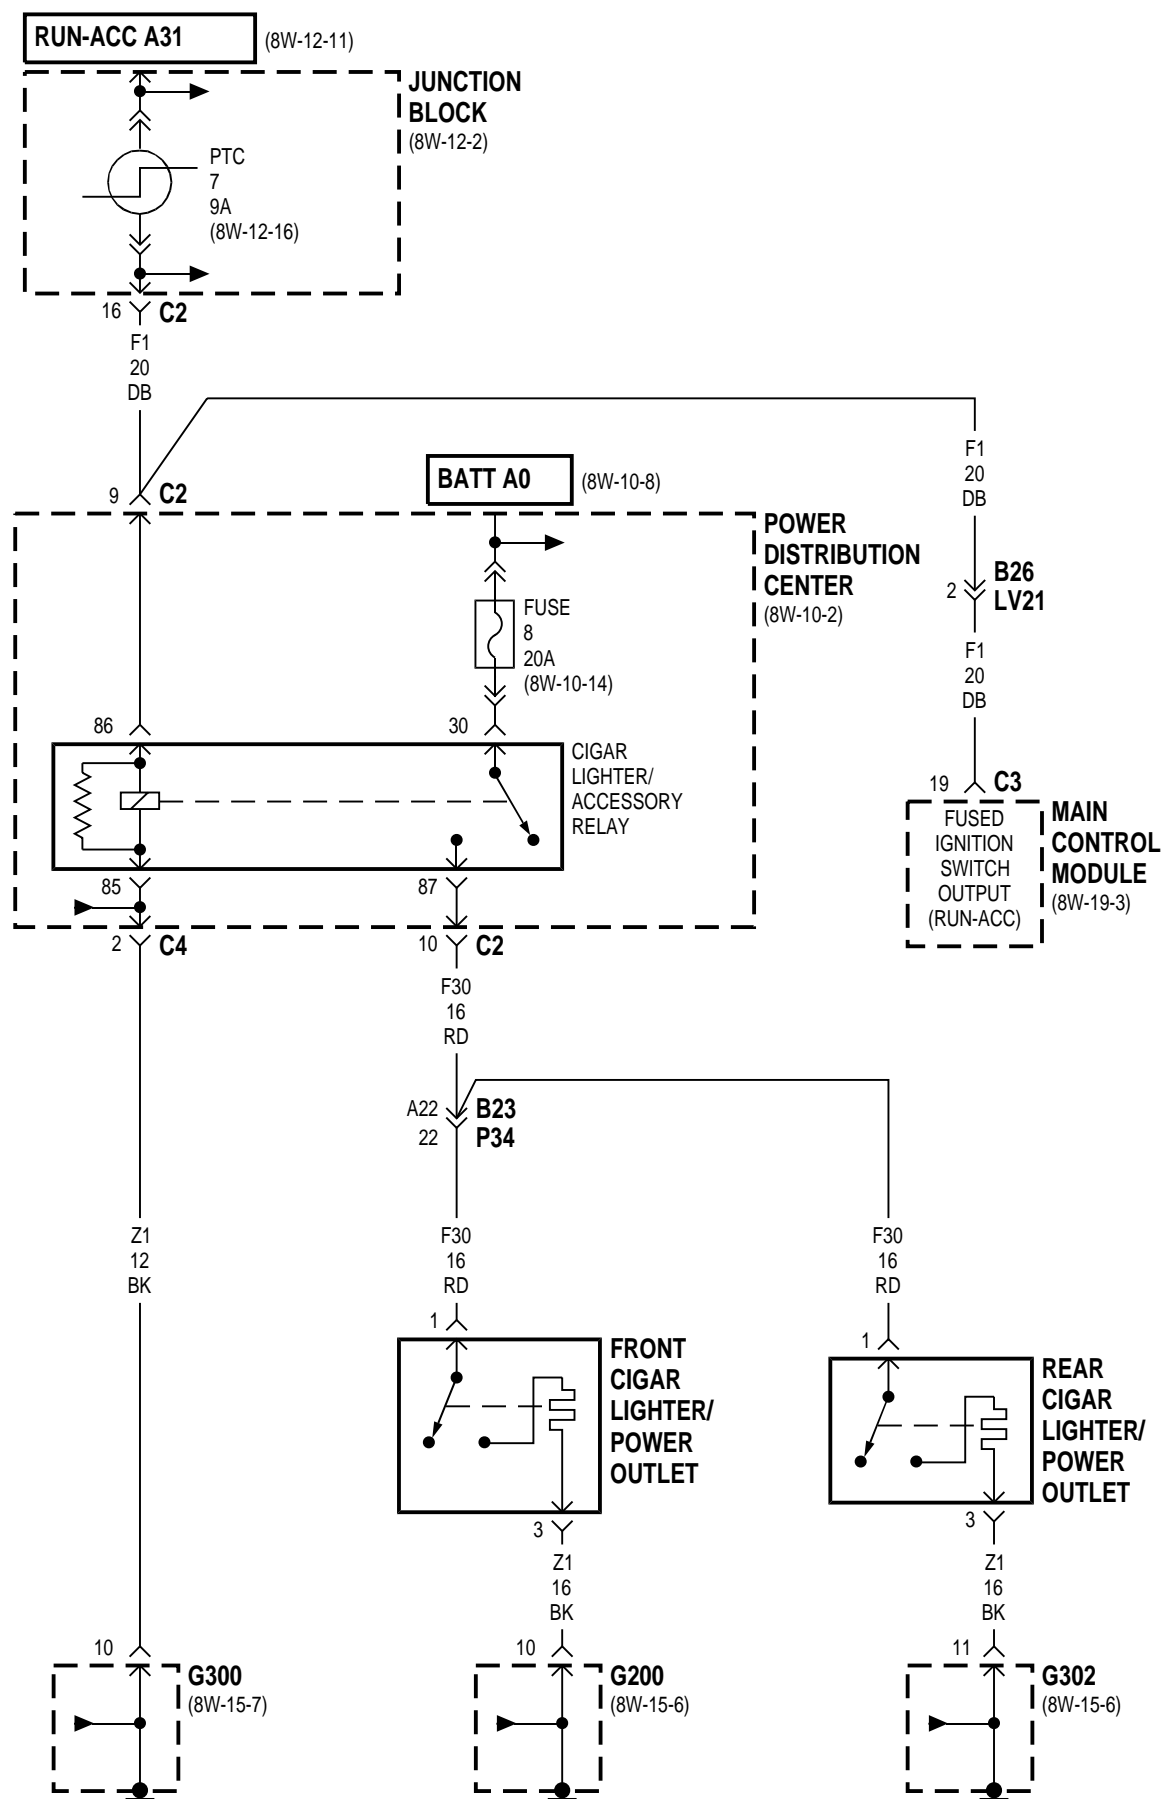 RUN-ACC A31
(8W-12-11)
JUNCTION
BLOCK
(8W-12-2)
PTC
7
9A
(8W-12-16)
16
C2
F1
20
DB
9
C2
BATT A0
(8W-10-8)
F1
20
DB
POWER
DISTRIBUTION
CENTER
(8W-10-2)
2
B26
LV21
FUSE
8
20A
(8W-10-14)
F1
20
DB
86
30
CIGAR
LIGHTER/
ACCESSORY
RELAY
19
C3
FUSED
IGNITION
SWITCH
OUTPUT
(RUN-ACC)
MAIN
CONTROL
MODULE
(8W-19-3)
85
87
2
C4
10
C2
F30
16
RD
A22
B23
22
P34
Z1
12
BK
F30
16
RD
F30
16
RD
1
FRONT
CIGAR
LIGHTER/
POWER
OUTLET
1
REAR
CIGAR
LIGHTER/
POWER
OUTLET
3
Z1
16
BK
3
Z1
16
BK
10
G300
(8W-15-7)
10
G200
(8W-15-6)
11
G302
(8W-15-6)